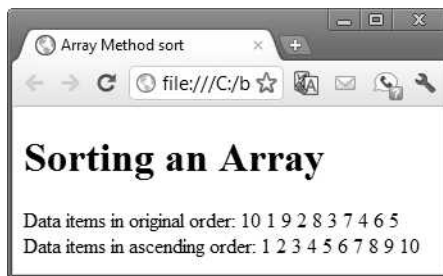 Array Method sort
file:///C:/b
Sorting an Array
Data items in original order: 10 1 9 2 8 3 7 4 6 5
Data items in ascending order: 1 2 3 4 5 6 7 8 9 10